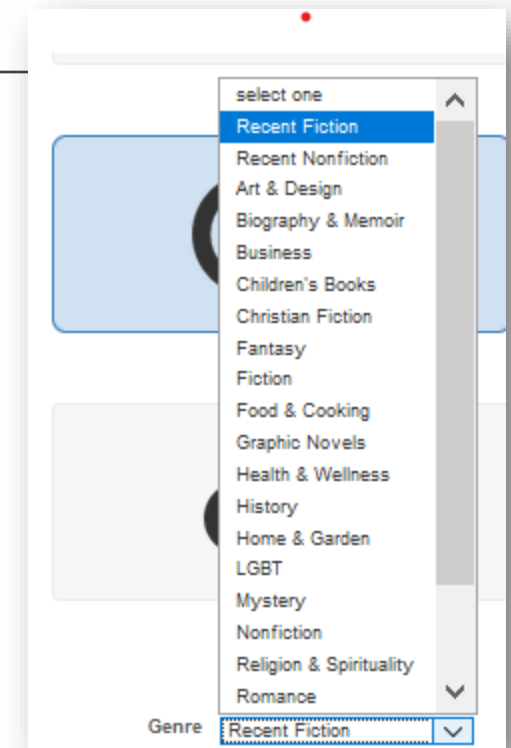 select one
Recent Fiction
Recent Nonfiction
Art & Design
Biography & Memoir
Business
Children's Books
Christian Fiction
Fantasy
Fiction
Food & Cooking
Graphic Novels
Health & Wellness
History
Home & Garden
LGBT
Mystery
Nonfiction
Religion & Spirituality
Romance
Genre Recent Fiction